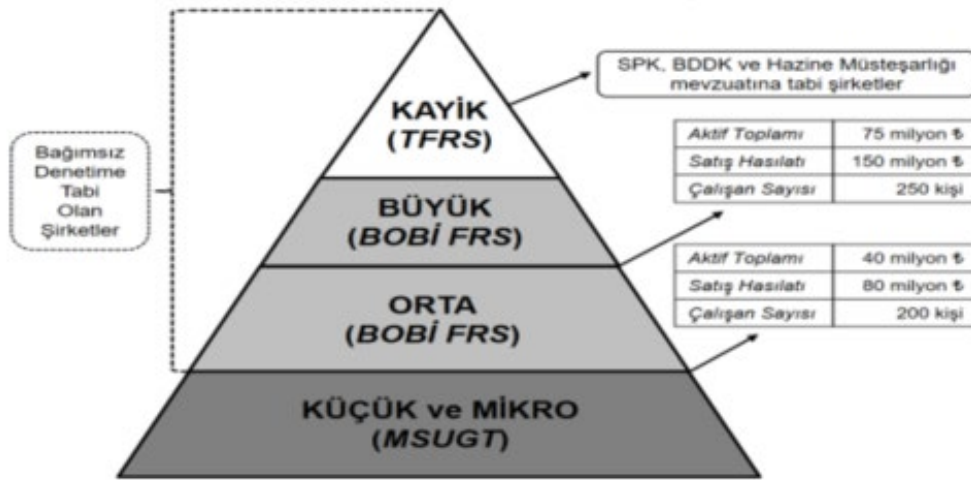 KAYİK
(TFRS)
BÜYÜK
(BOBİ FRS)
ORTA
(BOBİ FRS)
KÜÇÜK ve MİKRO
(MSUGT)
Bağımsız
Denetime
Tabi
Olan
Şirketler
SPK, BDDK ve Hazine Müsteşarlığı
mevzuatına tabi şirketler
Aktif Toplamı 75 milyon ₺
Satış Hasılatı 150 milyon ₺
Çalışan Sayısı 250 kişi
Aktif Toplamı 40 milyon ₺
Satış Hasılatı 80 milyon ₺
Çalışan Sayısı 200 kişi